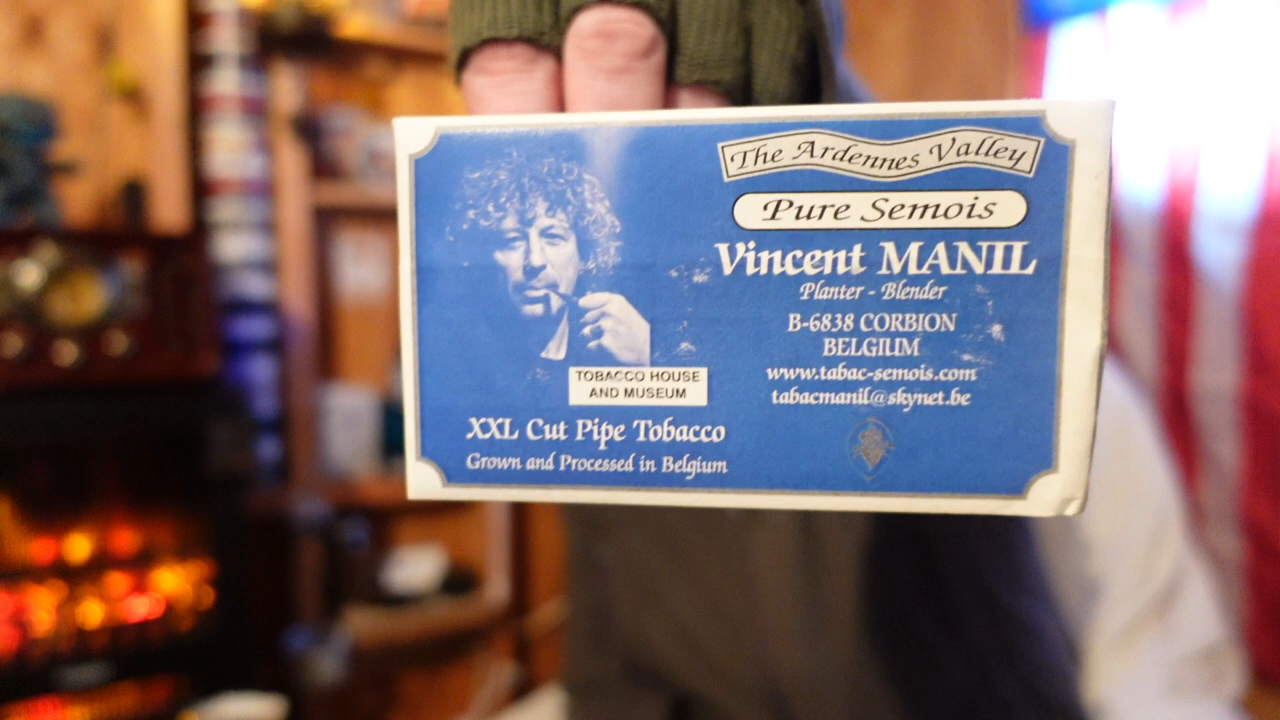 The Ardennes Valley
Pure Semois
Vincent MANIL
Planter - Blender
B-6838 CORBION
BELGIUM
www.tabac-semois.com
tabacmanil@skynet.be
TOBACCO HOUSE
AND MUSEUM
XXL Cut Pipe Tobacco
Grown and Processed in Belgium